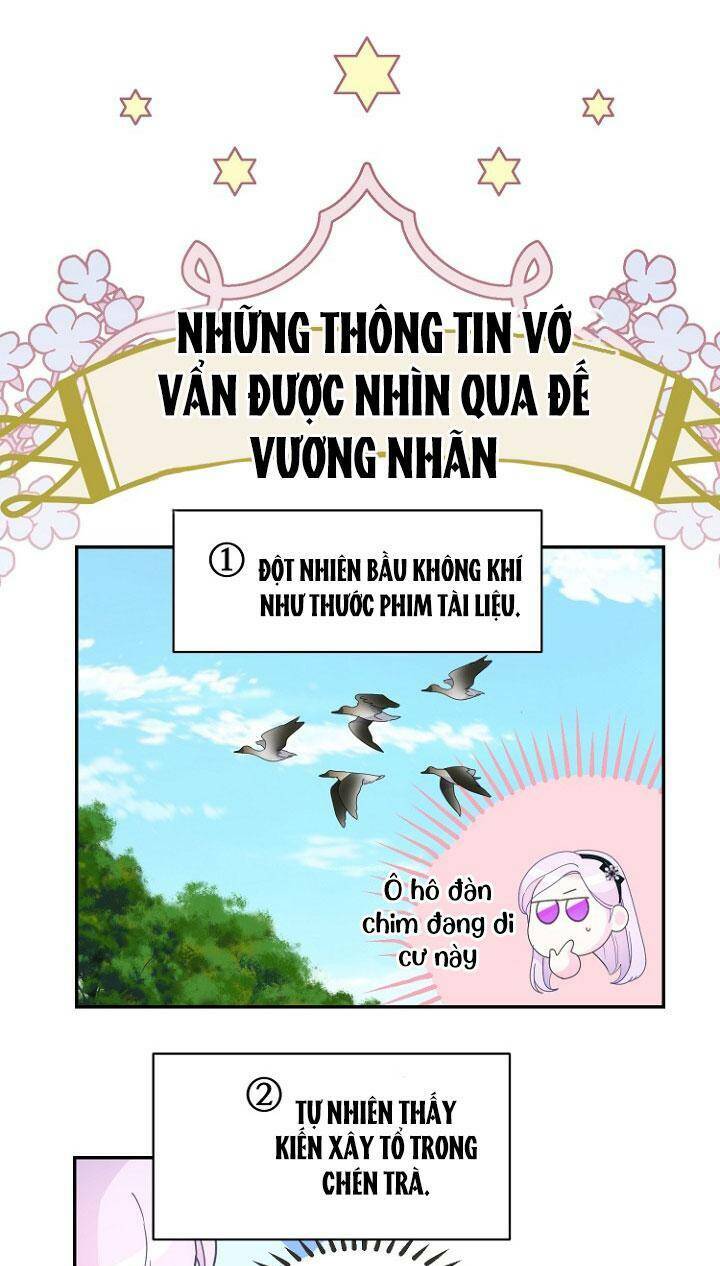 NHỮNG THÔNG TIN VỚ
VẨN ĐƯỢC NHÌN QUA ĐẾ
VƯƠNG NHÃN
① ĐỘT NHIÊN BẦU KHÔNG KHÍ
NHƯ THƯỚC PHIM TÀI LIỆU.
Ô hô đàn
chim đang di
cư này
② TỰ NHIÊN THẤY
KIẾN XÂY TỔ TRONG
CHÉN TRÀ.